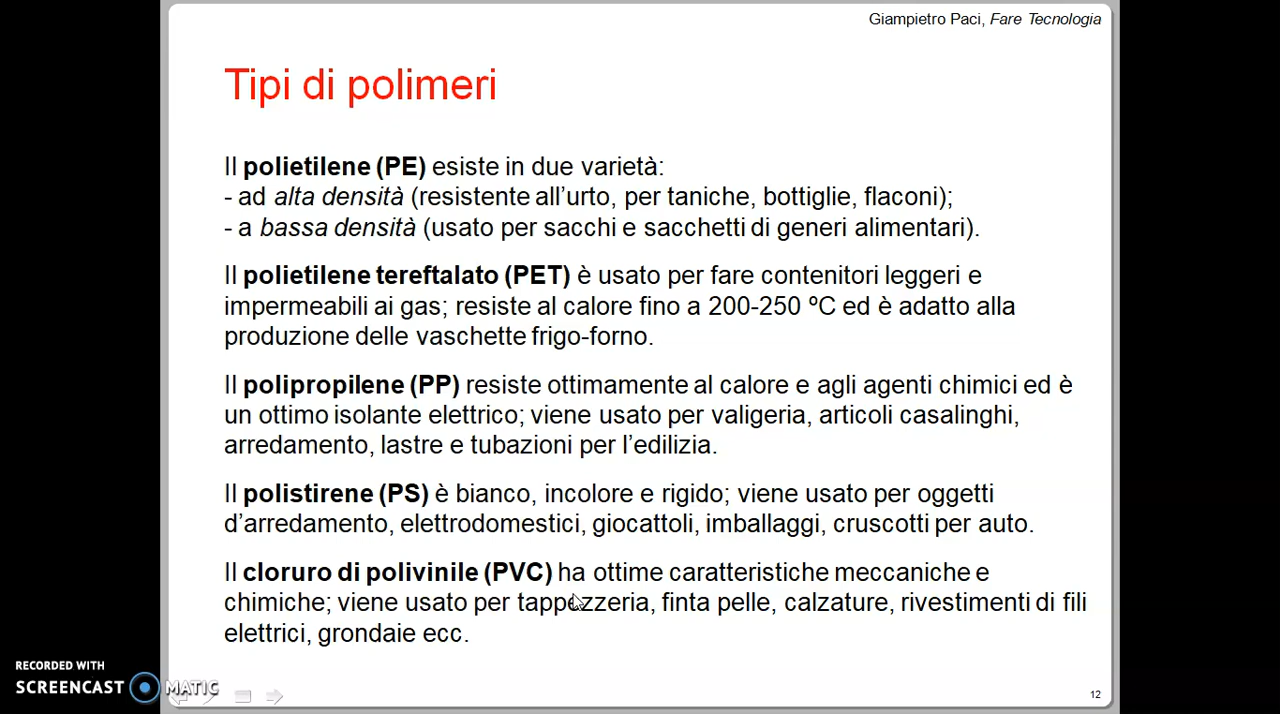 Giampietro Paci, Fare Tecnologia
Tipi di polimeri
Il polietilene (PE) esiste in due varietà:
- ad alta densità (resistente all’urto, per taniche, bottiglie, flaconi);
- a bassa densità (usato per sacchi e sacchetti di generi alimentari).
Il polietilene tereftalato (PET) è usato per fare contenitori leggeri e
impermeabili ai gas; resiste al calore fino a 200-250 ºC ed è adatto alla
produzione delle vaschette frigo-forno.
Il polipropilene (PP) resiste ottimamente al calore e agli agenti chimici ed è
un ottimo isolante elettrico; viene usato per valigeria, articoli casalinghi,
arredamento, lastre e tubazioni per l’edilizia.
Il polistirene (PS) è bianco, incolore e rigido; viene usato per oggetti
d’arredamento, elettrodomestici, giocattoli, imballaggi, cruscotti per auto.
Il cloruro di polivinile (PVC) ha ottime caratteristiche meccaniche e
chimiche; viene usato per tappezzeria, finta pelle, calzature, rivestimenti di fili
elettrici, grondaie ecc.
RECORDED WITH
SCREENCAST MATIC
12